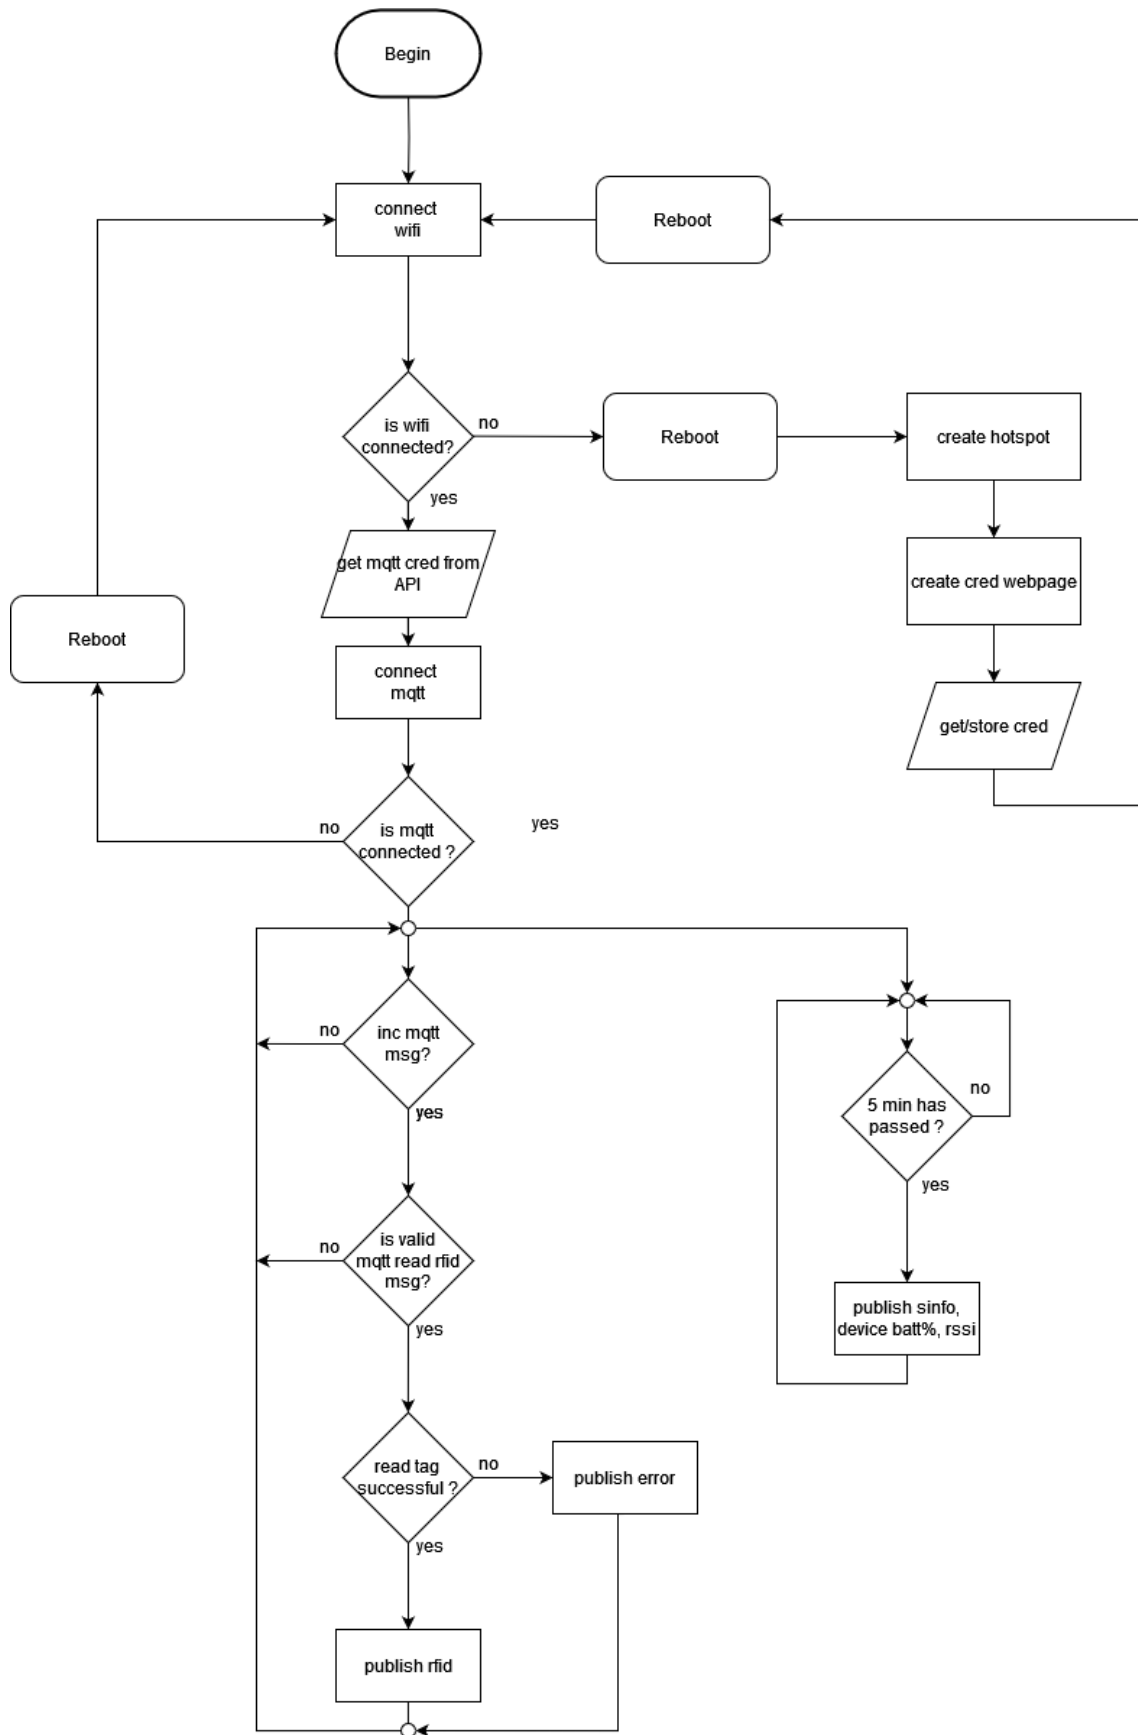 Begin
connect
wifi
Reboot
is wifi
connected?
no
Reboot
create hotspot
yes
get mqtt cred from
API
create cred webpage
Reboot
connect
mqtt
get/store cred
no
is mqtt
connected ?
yes
no
inc mqtt
msg?
yes
5 min has
passed ?
no
yes
no
is valid
mqtt read rfid
msg?
yes
publish sinfo,
device batt%, rssi
read tag
successful ?
no
publish error
yes
publish rfid